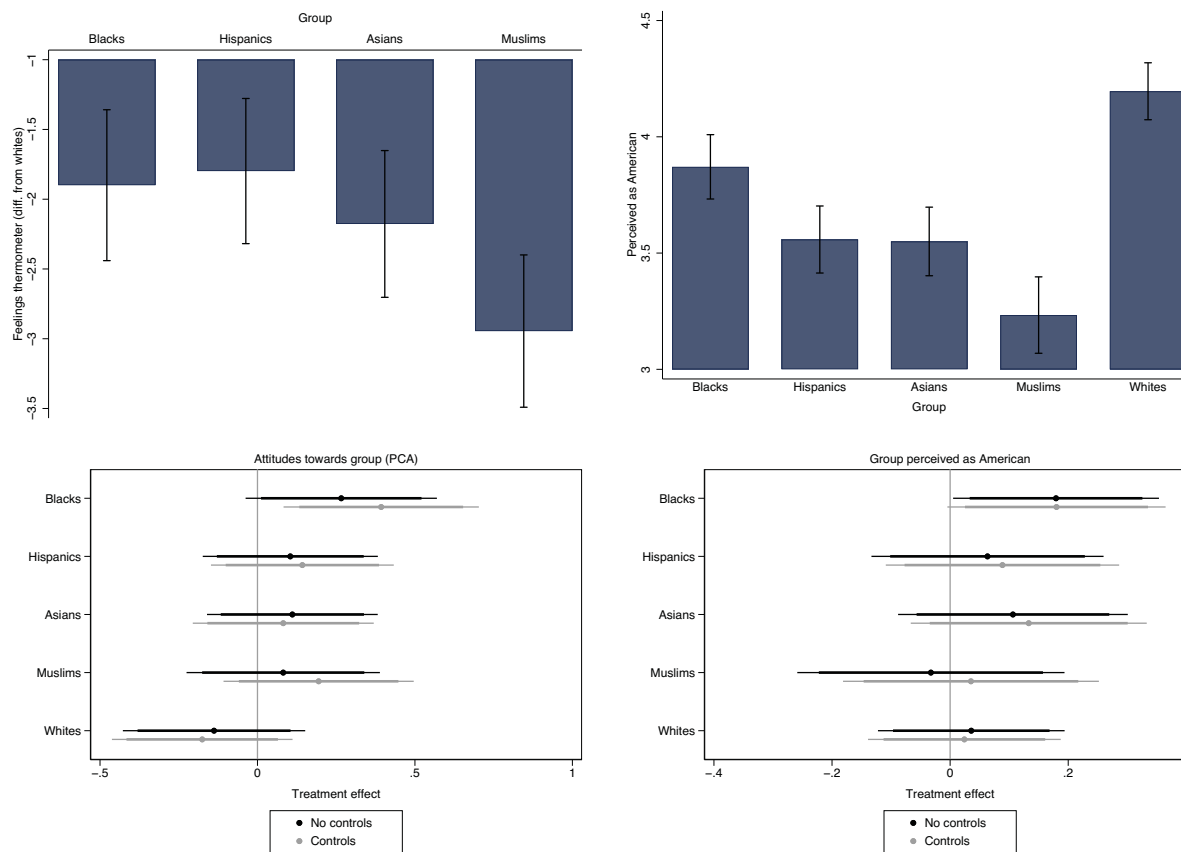 Group
Blacks Hispanics Asians Muslims
Feelings thermometer (diff. from whites)
-1
-1.5
-2
-2.5
-3
-3.5
Perceived as American
4.5
4
3.5
3
Blacks Hispanics Asians Muslims Whites
Group
Attitudes towards group (PCA)
Blacks
Hispanics
Asians
Muslims
Whites
-.5 0 .5 1
Treatment effect
No controls
Controls
Group perceived as American
Blacks
Hispanics
Asians
Muslims
Whites
-.4 -.2 0 .2
Treatment effect
No controls
Controls